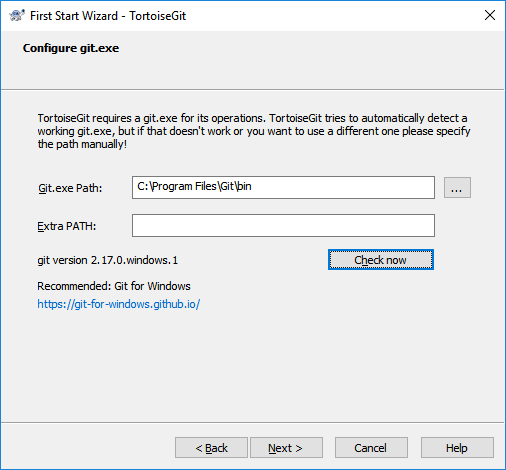 First Start Wizard - TortoiseGit
Configure git.exe
TortoiseGit requires a git.exe for its operations. TortoiseGit tries to automatically detect a
working git.exe, but if that doesn't work or you want to use a different one please specify
the path manually!
Git.exe Path:
C:\Program Files\Git\bin
...
Extra PATH:
git version 2.17.0.windows.1
Check now
Recommended: Git for Windows
https://git-for-windows.github.io/
< Back
Next >
Cancel
Help